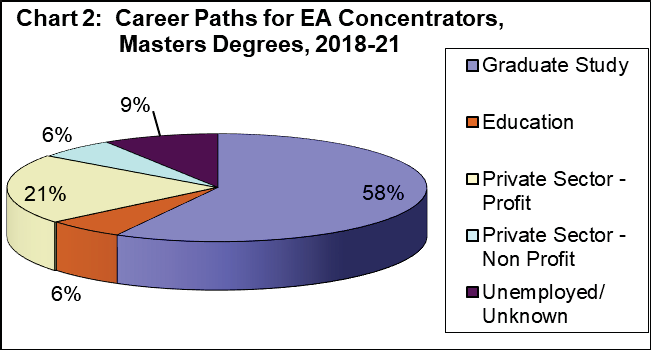 Chart 2:  Career Paths for EA Concentrators,
Masters Degrees, 2018-21
9%
6%
21%
58%
6%
Graduate Study
Education
Private Sector -
Profit
Private Sector -
Non Profit
Unemployed/
Unknown